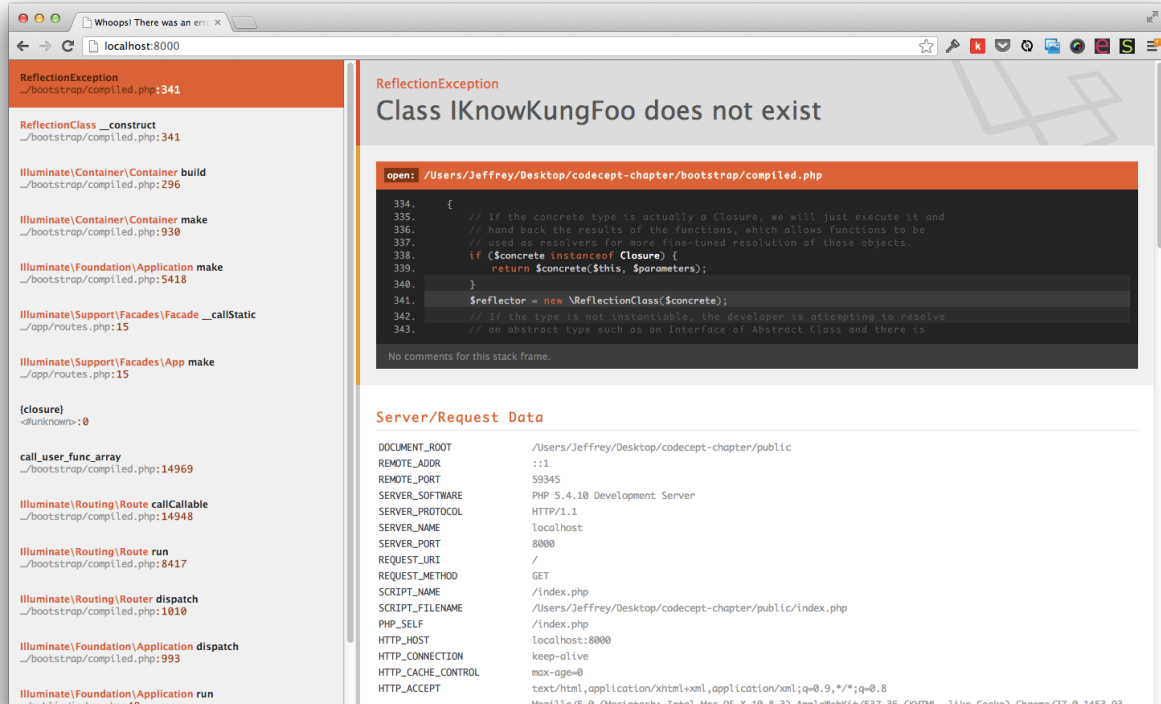 Whoops! There was an err
localhost:8000
ReflectionException
…/bootstrap/compiled.php:341
ReflectionClass __construct
…/bootstrap/compiled.php:341
Illuminate\Container\Container build
…/bootstrap/compiled.php:296
Illuminate\Container\Container make
…/bootstrap/compiled.php:930
Illuminate\Foundation\Application make
…/bootstrap/compiled.php:5418
Illuminate\Support\Facades\Facade __callStatic
…/app/routes.php:15
Illuminate\Support\Facades\App make
…/app/routes.php:15
{closure}
<#unknown>:0
call_user_func_array
…/bootstrap/compiled.php:14969
Illuminate\Routing\Route callCallable
…/bootstrap/compiled.php:14948
Illuminate\Routing\Route run
…/bootstrap/compiled.php:8417
Illuminate\Routing\Router dispatch
…/bootstrap/compiled.php:1010
Illuminate\Foundation\Application dispatch
…/bootstrap/compiled.php:993
Illuminate\Foundation\Application run
ReflectionException
Class IKnowKungFoo does not exist
open: /Users/Jeffrey/Desktop/codecept-chapter/bootstrap/compiled.php
334. {
335. // If the concrete type is actually a Closure, we will just execute it and
336. // hand back the results of the functions, which allows functions to be
337. // used as resolvers for more fine-tuned resolution of these objects.
338. if ($concrete instanceof Closure) {
339. return $concrete($this, $parameters);
340. }
341. $reflector = new \ReflectionClass($concrete);
342. // If the type is not instantiable, the developer is attempting to resolve
343. // an abstract type such as an Interface of Abstract Class and there is
No comments for this stack frame.
Server/Request Data
DOCUMENT_ROOT /Users/Jeffrey/Desktop/codecept-chapter/public
REMOTE_ADDR ::1
REMOTE_PORT 59345
SERVER_SOFTWARE PHP 5.4.10 Development Server
SERVER_PROTOCOL HTTP/1.1
SERVER_NAME localhost
SERVER_PORT 8000
REQUEST_URI /
REQUEST_METHOD GET
SCRIPT_NAME /index.php
SCRIPT_FILENAME /Users/Jeffrey/Desktop/codecept-chapter/public/index.php
PHP_SELF /index.php
HTTP_HOST localhost:8000
HTTP_CONNECTION keep-alive
HTTP_CACHE_CONTROL max-age=0
HTTP_ACCEPT text/html,application/xhtml+xml,application/xml;q=0.9,*/*;q=0.8